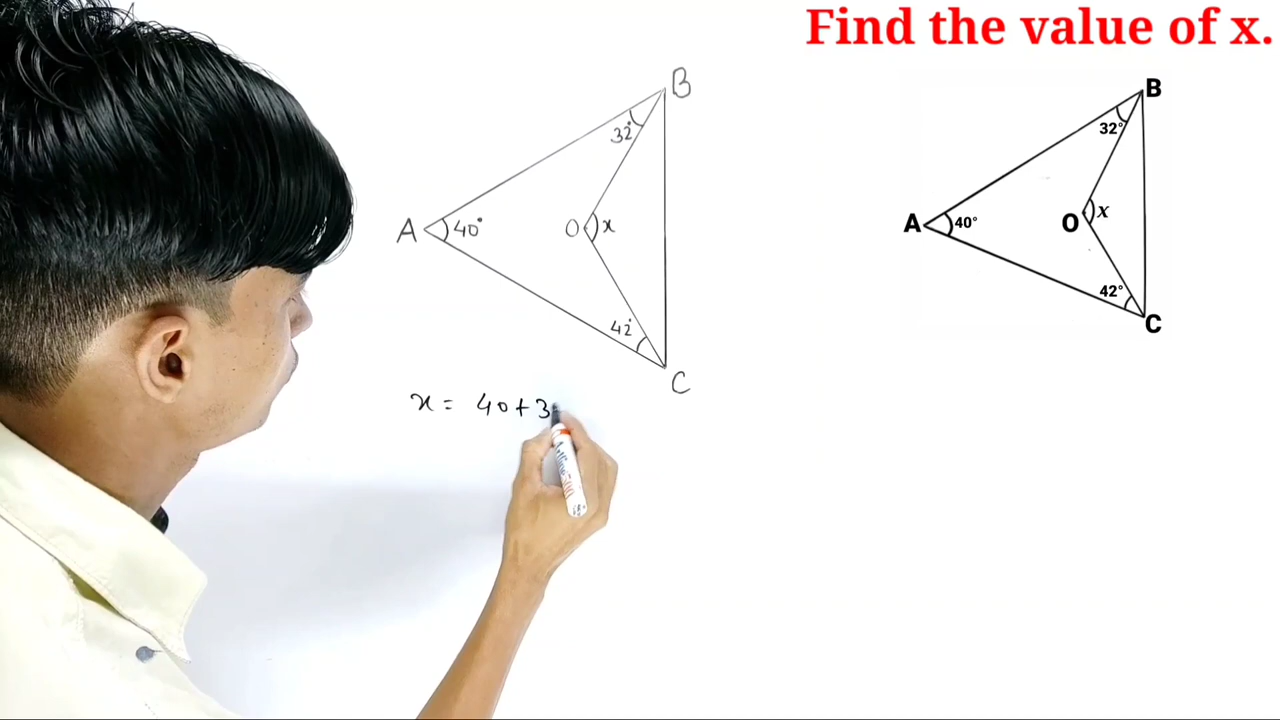 Find the value of x.
B
32°
A 40° O x
42°
C
x = 40 + 3
B
32°
A 40° O x
42°
C